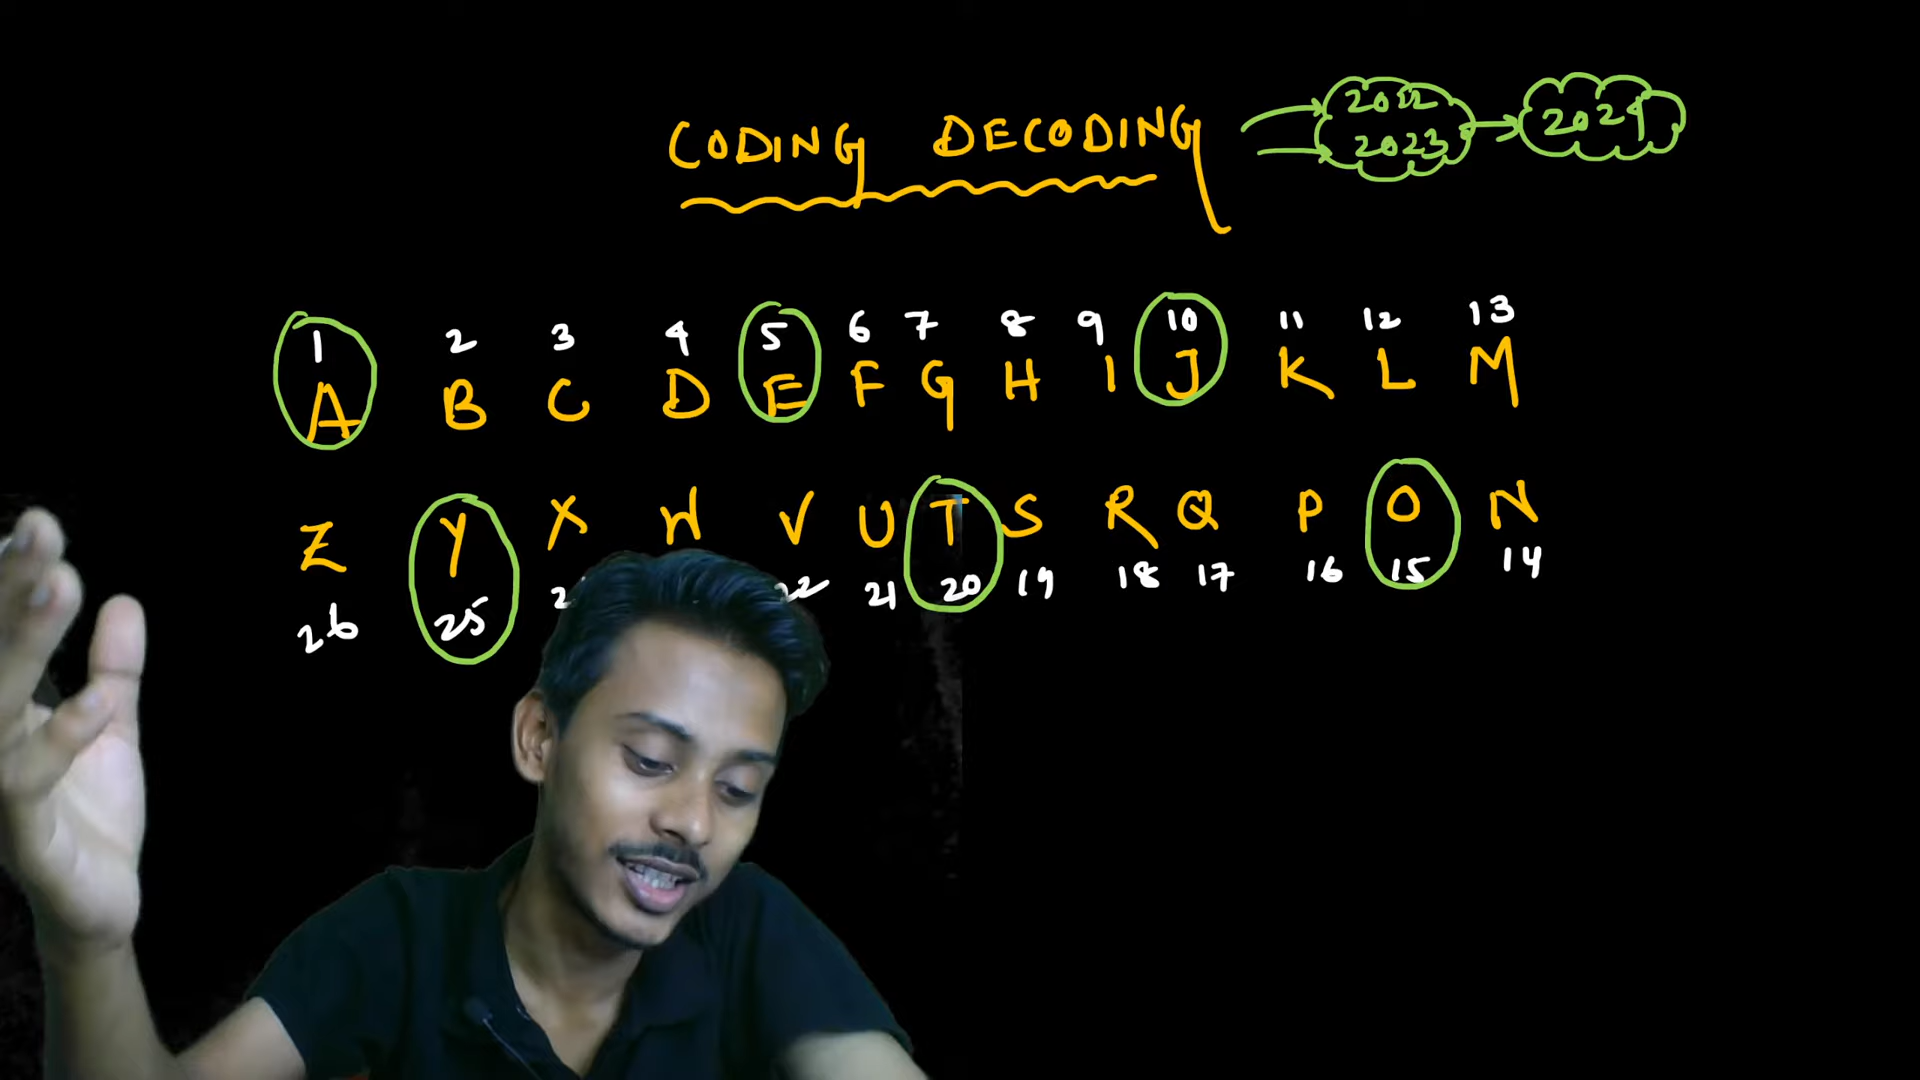 CODING DECODING
2022
2023
2024
1 2 3 4 5 6 7 8 9 10 11 12 13
A B C D E F G H I J K L M
Z Y X W V U T S R Q P O N
26 25 21 20 19 18 17 16 15 14